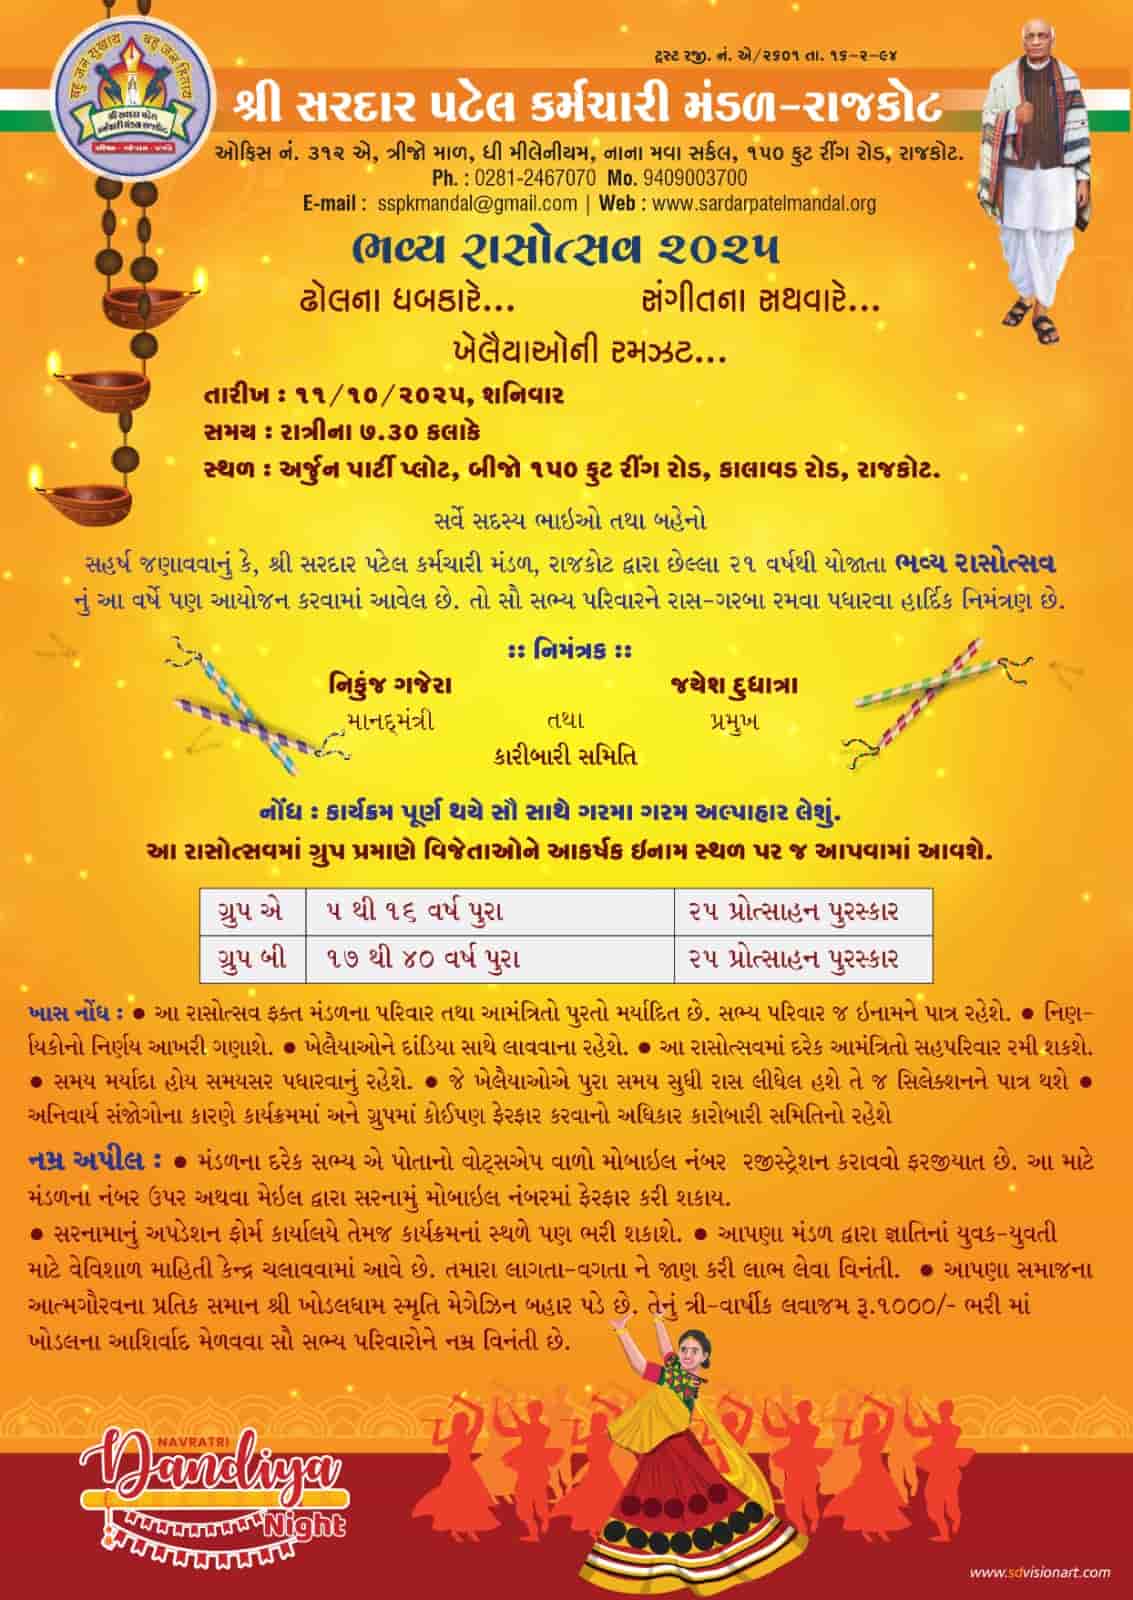 ટ્રસ્ટ રજી. નં. એ/૨૬૦૧ તા. ૧૬-૨-૯૪
બહુ જન સુખાય બહુ જન હિતાય
શ્રી સરદાર પટેલ
કર્મચારી મંડળ રાજકોટ
શ્રી સરદાર પટેલ કર્મચારી મંડળ-રાજકોટ
ઓફિસ નં. ૩૧૨ એ, ત્રીજો માળ, ધી મીલેનીયમ, નાના મવા સર્કલ, ૧૫૦ ફુટ રીંગ રોડ, રાજકોટ.
Ph. : 0281-2467070 Mo. 9409003700
E-mail : sspkmandal@gmail.com | Web : www.sardarpatelmandal.org
ભવ્ય રાસોત્સવ ૨૦૨૫
ઢોલના ધબકારે... સંગીતના સથવારે...
ખેલૈયાઓની રમઝટ...
તારીખ : ૧૧/૧૦/૨૦૨૫, શનિવાર
સમય : રાત્રીના ૭.૩૦ કલાકે
સ્થળ : અર્જુન પાર્ટી પ્લોટ, બીજો ૧૫૦ ફુટ રીંગ રોડ, કાલાવડ રોડ, રાજકોટ.
સર્વે સદસ્ય ભાઇઓ તથા બહેનો
સહર્ષ જણાવવાનું કે, શ્રી સરદાર પટેલ કર્મચારી મંડળ, રાજકોટ દ્વારા છેલ્લા ૨૧ વર્ષથી યોજાતા ભવ્ય રાસોત્સવ
નું આ વર્ષે પણ આયોજન કરવામાં આવેલ છે. તો સૌ સભ્ય પરિવારને રાસ-ગરબા રમવા પધારવા હાર્દિક નિમંત્રણ છે.
:: નિમંત્રક ::
નિકુંજ ગજેરા જયેશ દુધાત્રા
માનદ્‌મંત્રી તથા પ્રમુખ
કારીબારી સમિતિ
નોંધ : કાર્યક્રમ પૂર્ણ થયે સૌ સાથે ગરમા ગરમ અલ્પાહાર લેશું.
આ રાસોત્સવમાં ગ્રુપ પ્રમાણે વિજેતાઓને આકર્ષક ઇનામ સ્થળ પર જ આપવામાં આવશે.
ગ્રુપ એ ૫ થી ૧૬ વર્ષ પુરા ૨૫ પ્રોત્સાહન પુરસ્કાર
ગ્રુપ બી ૧૭ થી ૪૦ વર્ષ પુરા ૨૫ પ્રોત્સાહન પુરસ્કાર
ખાસ નોંધ : ● આ રાસોત્સવ ફક્ત મંડળના પરિવાર તથા આમંત્રિતો પુરતો મર્યાદિત છે. સભ્ય પરિવાર જ ઇનામને પાત્ર રહેશે. ● નિર્ણ-
યિકોનો નિર્ણય આખરી ગણાશે. ● ખેલૈયાઓને દાંડિયા સાથે લાવવાના રહેશે. ● આ રાસોત્સવમાં દરેક આમંત્રિતો સહપરિવાર રમી શકશે.
● સમય મર્યાદા હોય સમયસર પધારવાનું રહેશે. ● જે ખેલૈયાઓએ પુરા સમય સુધી રાસ લીધેલ હશે તે જ સિલેક્શનને પાત્ર થશે ●
અનિવાર્ય સંજોગોના કારણે કાર્યક્રમમાં અને ગ્રુપમાં કોઈપણ ફેરફાર કરવાનો અધિકાર કારોબારી સમિતિનો રહેશે
નમ્ર અપીલ : ● મંડળના દરેક સભ્ય એ પોતાનો વોટ્સએપ વાળો મોબાઇલ નંબર રજીસ્ટ્રેશન કરાવવો ફરજીયાત છે. આ માટે
મંડળના નંબર ઉપર અથવા મેઇલ દ્વારા સરનામું મોબાઇલ નંબરમાં ફેરફાર કરી શકાય.
● સરનામાનું અપડેશન ફોર્મ કાર્યાલયે તેમજ કાર્યક્રમનાં સ્થળે પણ ભરી શકાશે. ● આપણા મંડળ દ્વારા જ્ઞાતિનાં યુવક-યુવતી
માટે વેવિશાળ માહિતી કેન્દ્ર ચલાવવામાં આવે છે. તમારા લાગતા-વગતા ને જાણ કરી લાભ લેવા વિનંતી. ● આપણા સમાજના
આત્મગૌરવના પ્રતિક સમાન શ્રી ખોડલધામ સ્મૃતિ મેગેઝિન બહાર પડે છે. તેનું ત્રી-વાર્ષીક લવાજમ રૂ.૧૦૦૦/- ભરી માં
ખોડલના આશિર્વાદ મેળવવા સૌ સભ્ય પરિવારોને નમ્ર વિનંતી છે.
NAVRATRI
Dandiya
Night
www.sdvisionart.com